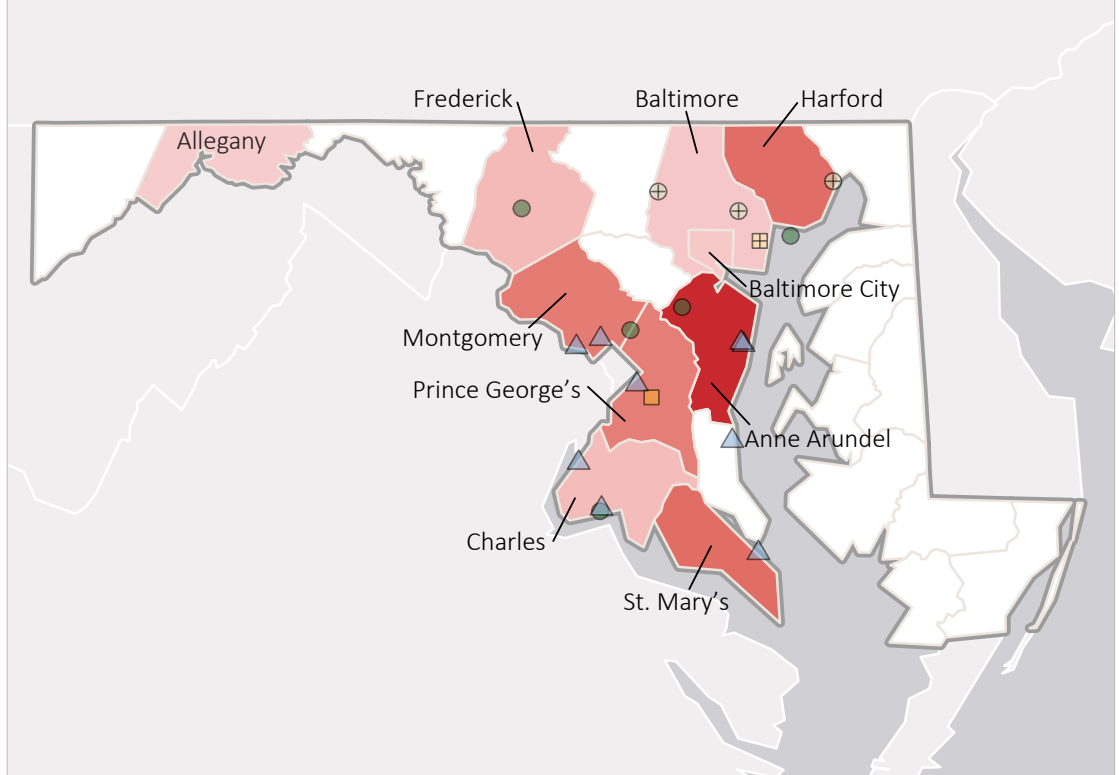 Frederick
Baltimore
Harford
Allegany
Baltimore City
Montgomery
Prince George’s
Anne Arundel
Charles
St. Mary’s